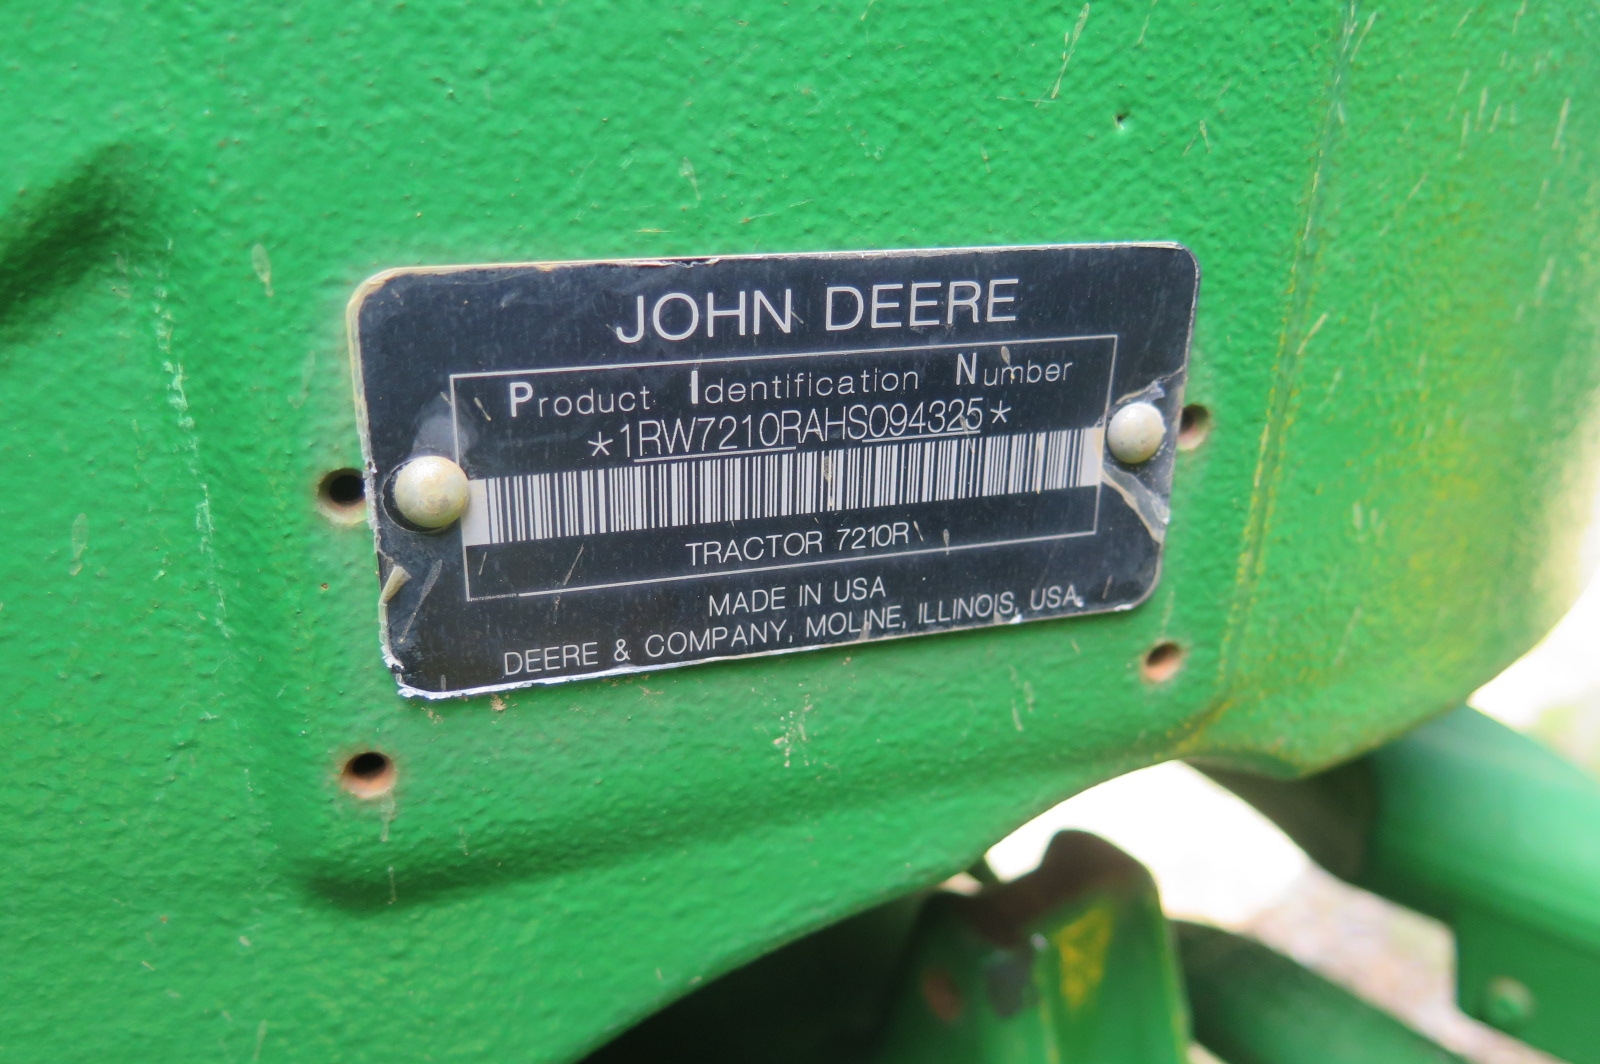 JOHN DEERE
Product Identification Number
*1RW7210RAHS094325*
TRACTOR 7210R
MADE IN USA
DEERE & COMPANY, MOLINE, ILLINOIS, USA